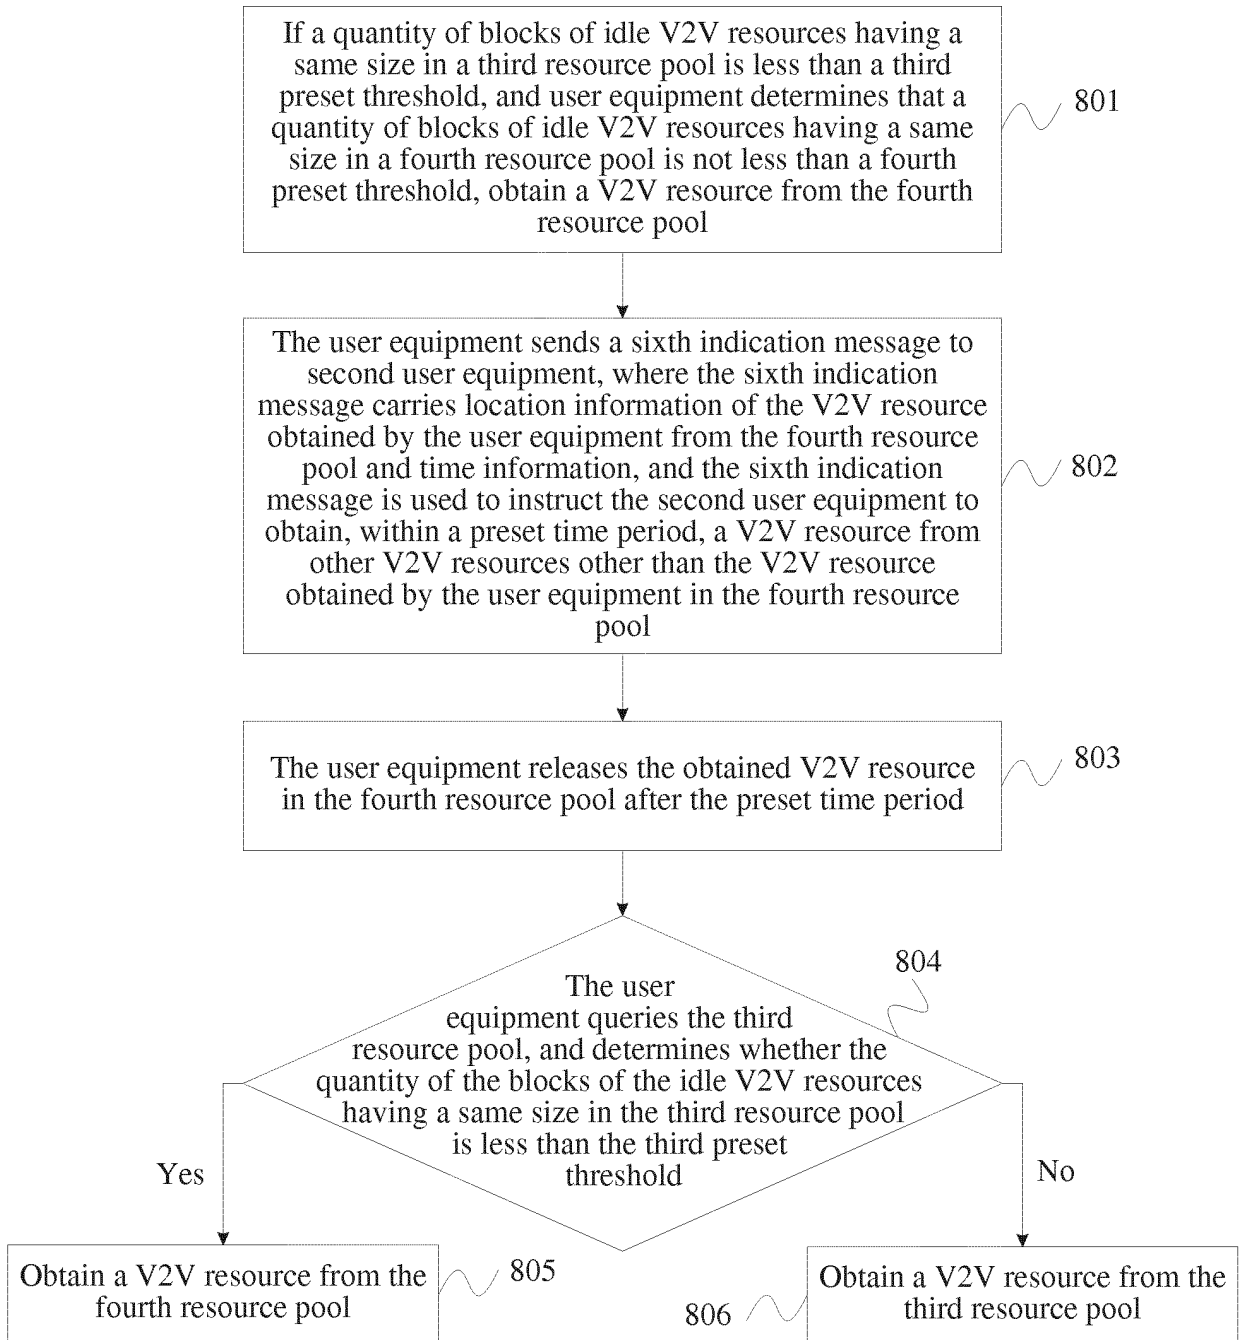 If a quantity of blocks of idle V2V resources having a
same size in a third resource pool is less than a third
preset threshold, and user equipment determines that a
quantity of blocks of idle V2V resources having a same
size in a fourth resource pool is not less than a fourth
preset threshold, obtain a V2V resource from the fourth
resource pool
801
The user equipment sends a sixth indication message to
second user equipment, where the sixth indication
message carries location information of the V2V resource
obtained by the user equipment from the fourth resource
pool and time information, and the sixth indication
message is used to instruct the second user equipment to
obtain, within a preset time period, a V2V resource from
other V2V resources other than the V2V resource
obtained by the user equipment in the fourth resource
pool
802
The user equipment releases the obtained V2V resource
in the fourth resource pool after the preset time period
803
804
The user
equipment queries the third
resource pool, and determines whether the
quantity of the blocks of the idle V2V resources
having a same size in the third resource pool
is less than the third preset
threshold
Yes
No
Obtain a V2V resource from the
fourth resource pool
805
806
Obtain a V2V resource from the
third resource pool